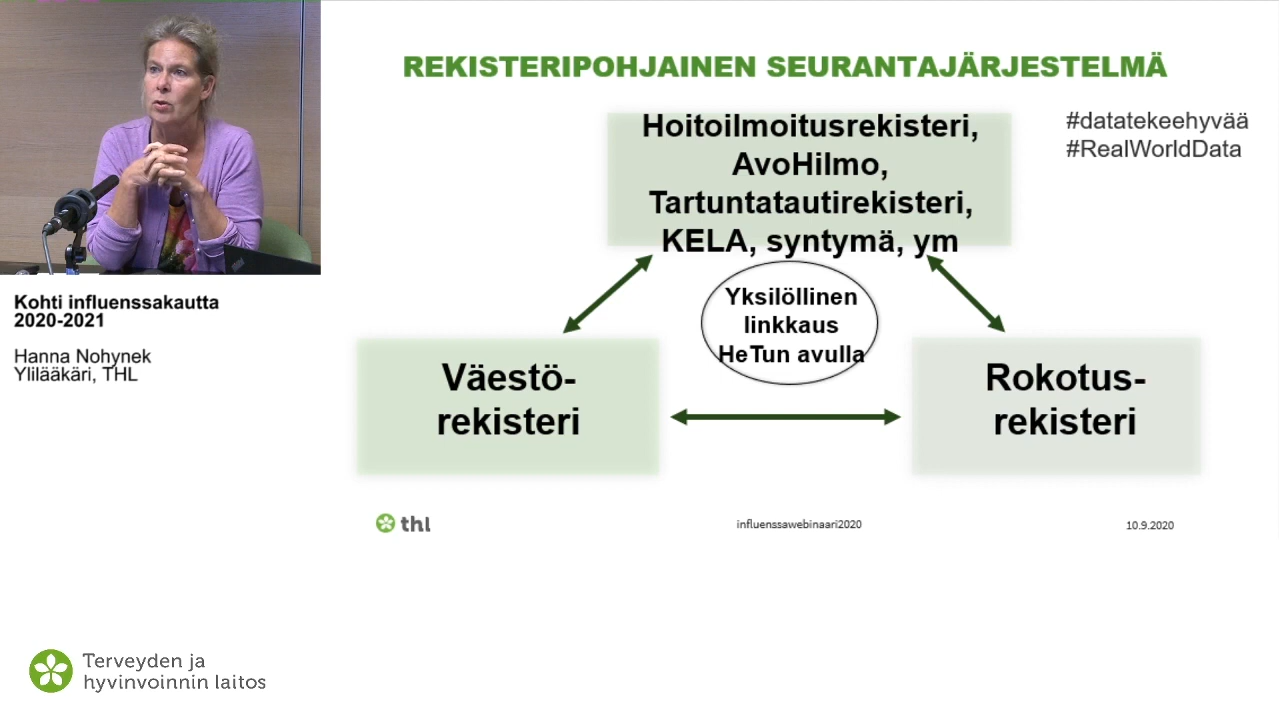 REKISTERIPOHJAINEN SEURANTAJÄRJESTELMÄ
#datatekeehyvää
#RealWorldData
Hoitoilmoitusrekisteri,
AvoHilmo,
Tartuntatautirekisteri,
KELA, syntymä, ym
Yksilöllinen
linkkaus
HeTun avulla
Väestö-
rekisteri
Rokotus-
rekisteri
thl
influenssawebinaari2020
10.9.2020
Kohti influenssakautta
2020-2021
Hanna Nohynek
Ylilääkäri, THL
Terveyden ja
hyvinvoinnin laitos